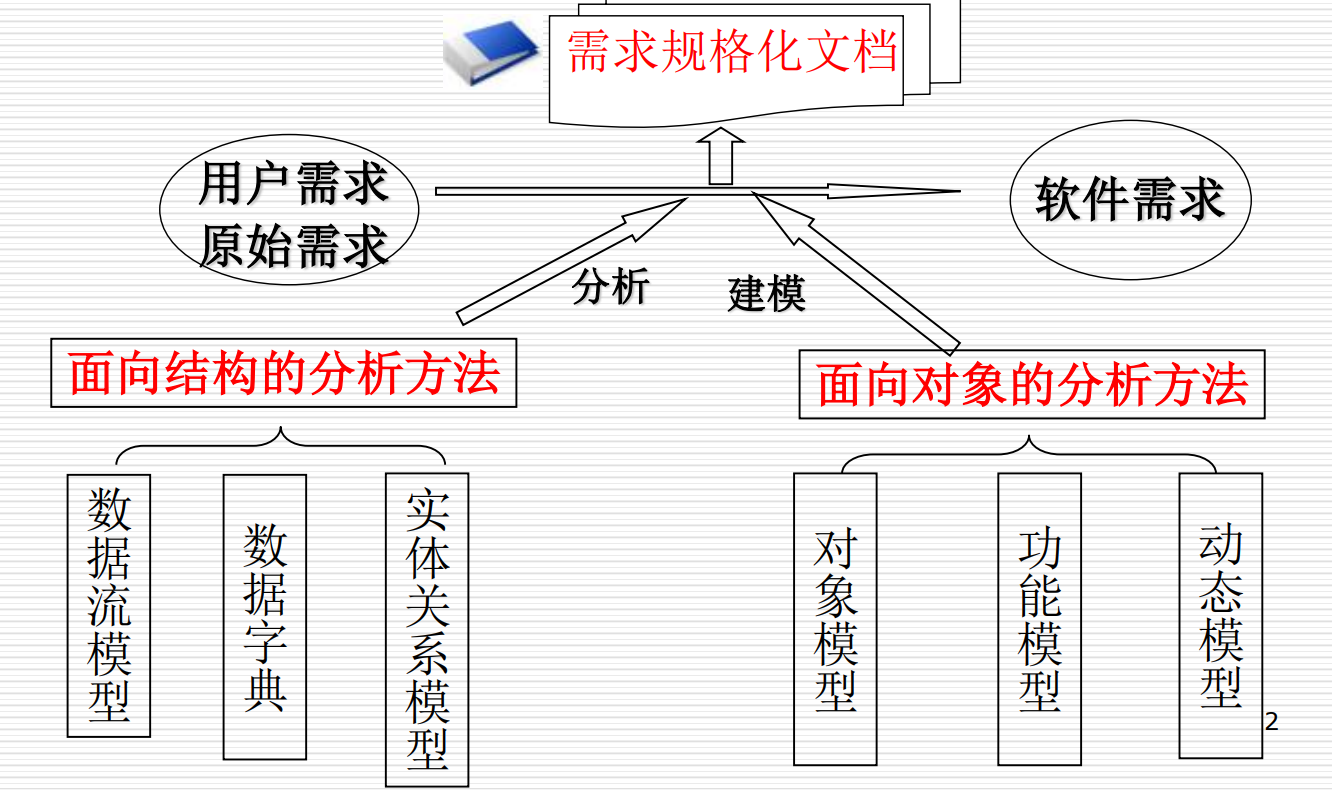 需求规格化文档
用户需求
原始需求
软件需求
分析
建模
面向结构的分析方法
面向对象的分析方法
数据流模型
数据字典
实体关系模型
对象模型
功能模型
动态模型
2